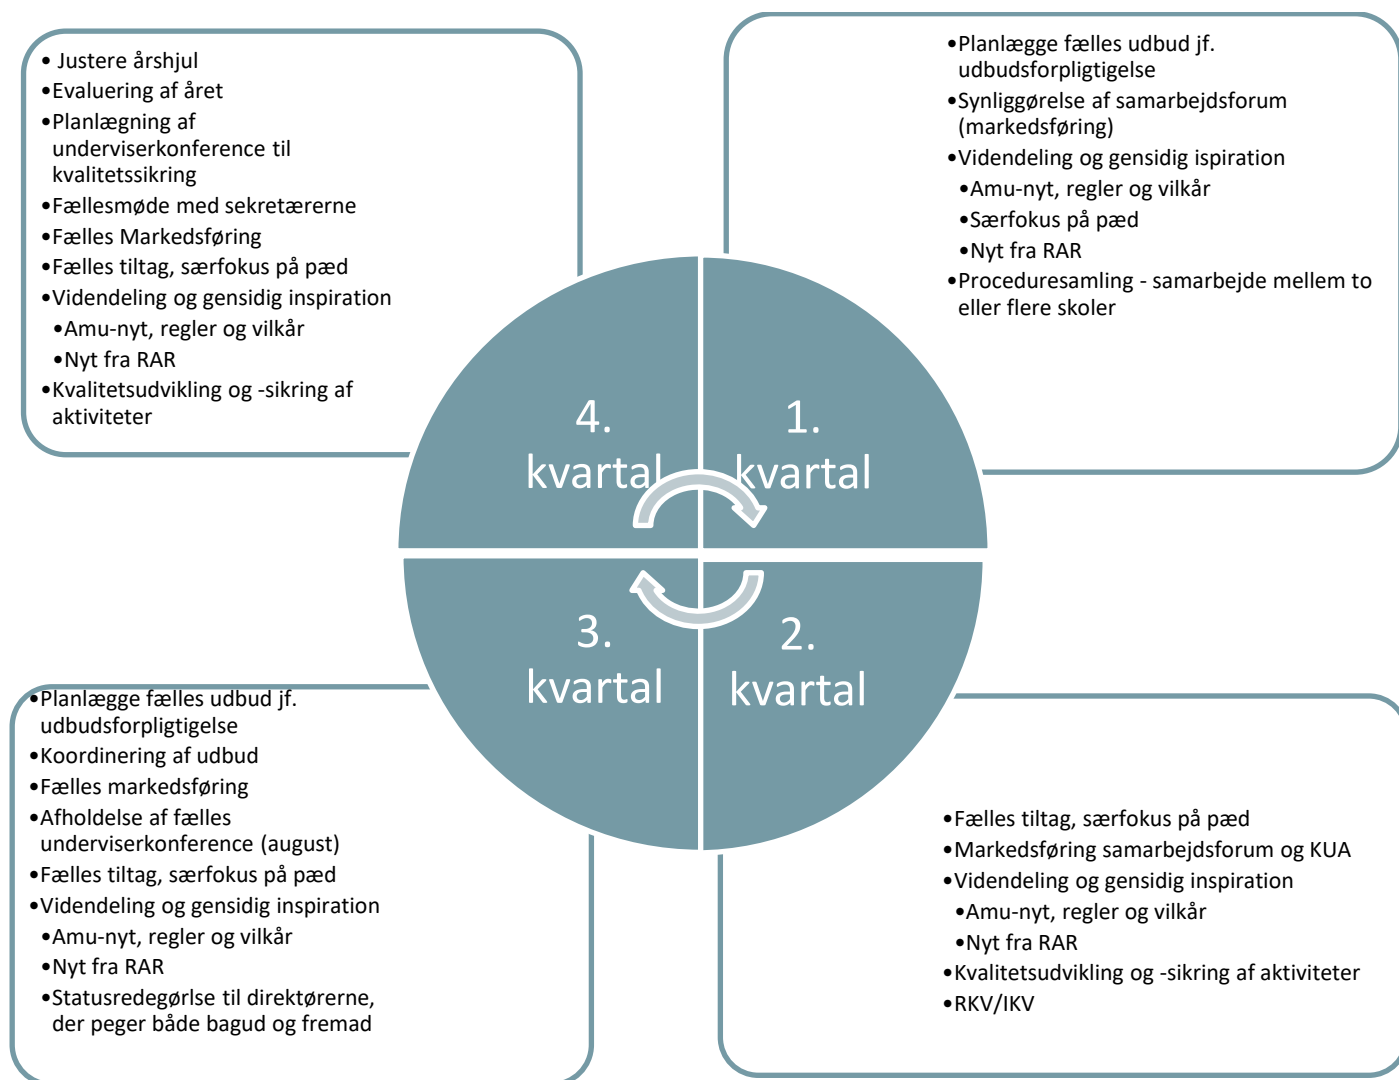 • Justere årshjul
•Evaluering af året
•Planlægning af
underviserkonference til
kvalitetssikring
•Fællesmøde med sekretærerne
•Fælles Markedsføring
•Fælles tiltag, særfokus på pæd
•Videndeling og gensidig inspiration
•Amu-nyt, regler og vilkår
•Nyt fra RAR
•Kvalitetsudvikling og -sikring af
aktiviteter
•Planlægge fælles udbud jf.
udbudsforpligtigelse
•Synliggørelse af samarbejdsforum
(markedsføring)
•Videndeling og gensidig ispiration
•Amu-nyt, regler og vilkår
•Særfokus på pæd
•Nyt fra RAR
•Proceduresamling - samarbejde mellem to
eller flere skoler
4.
kvartal
1.
kvartal
3.
kvartal
2.
kvartal
•Planlægge fælles udbud jf.
udbudsforpligtigelse
•Koordinering af udbud
•Fælles markedsføring
•Afholdelse af fælles
underviserkonference (august)
•Fælles tiltag, særfokus på pæd
•Videndeling og gensidig inspiration
•Amu-nyt, regler og vilkår
•Nyt fra RAR
•Statusredegørlse til direktørerne,
der peger både bagud og fremad
•Fælles tiltag, særfokus på pæd
•Markedsføring samarbejdsforum og KUA
•Videndeling og gensidig inspiration
•Amu-nyt, regler og vilkår
•Nyt fra RAR
•Kvalitetsudvikling og -sikring af aktiviteter
•RKV/IKV